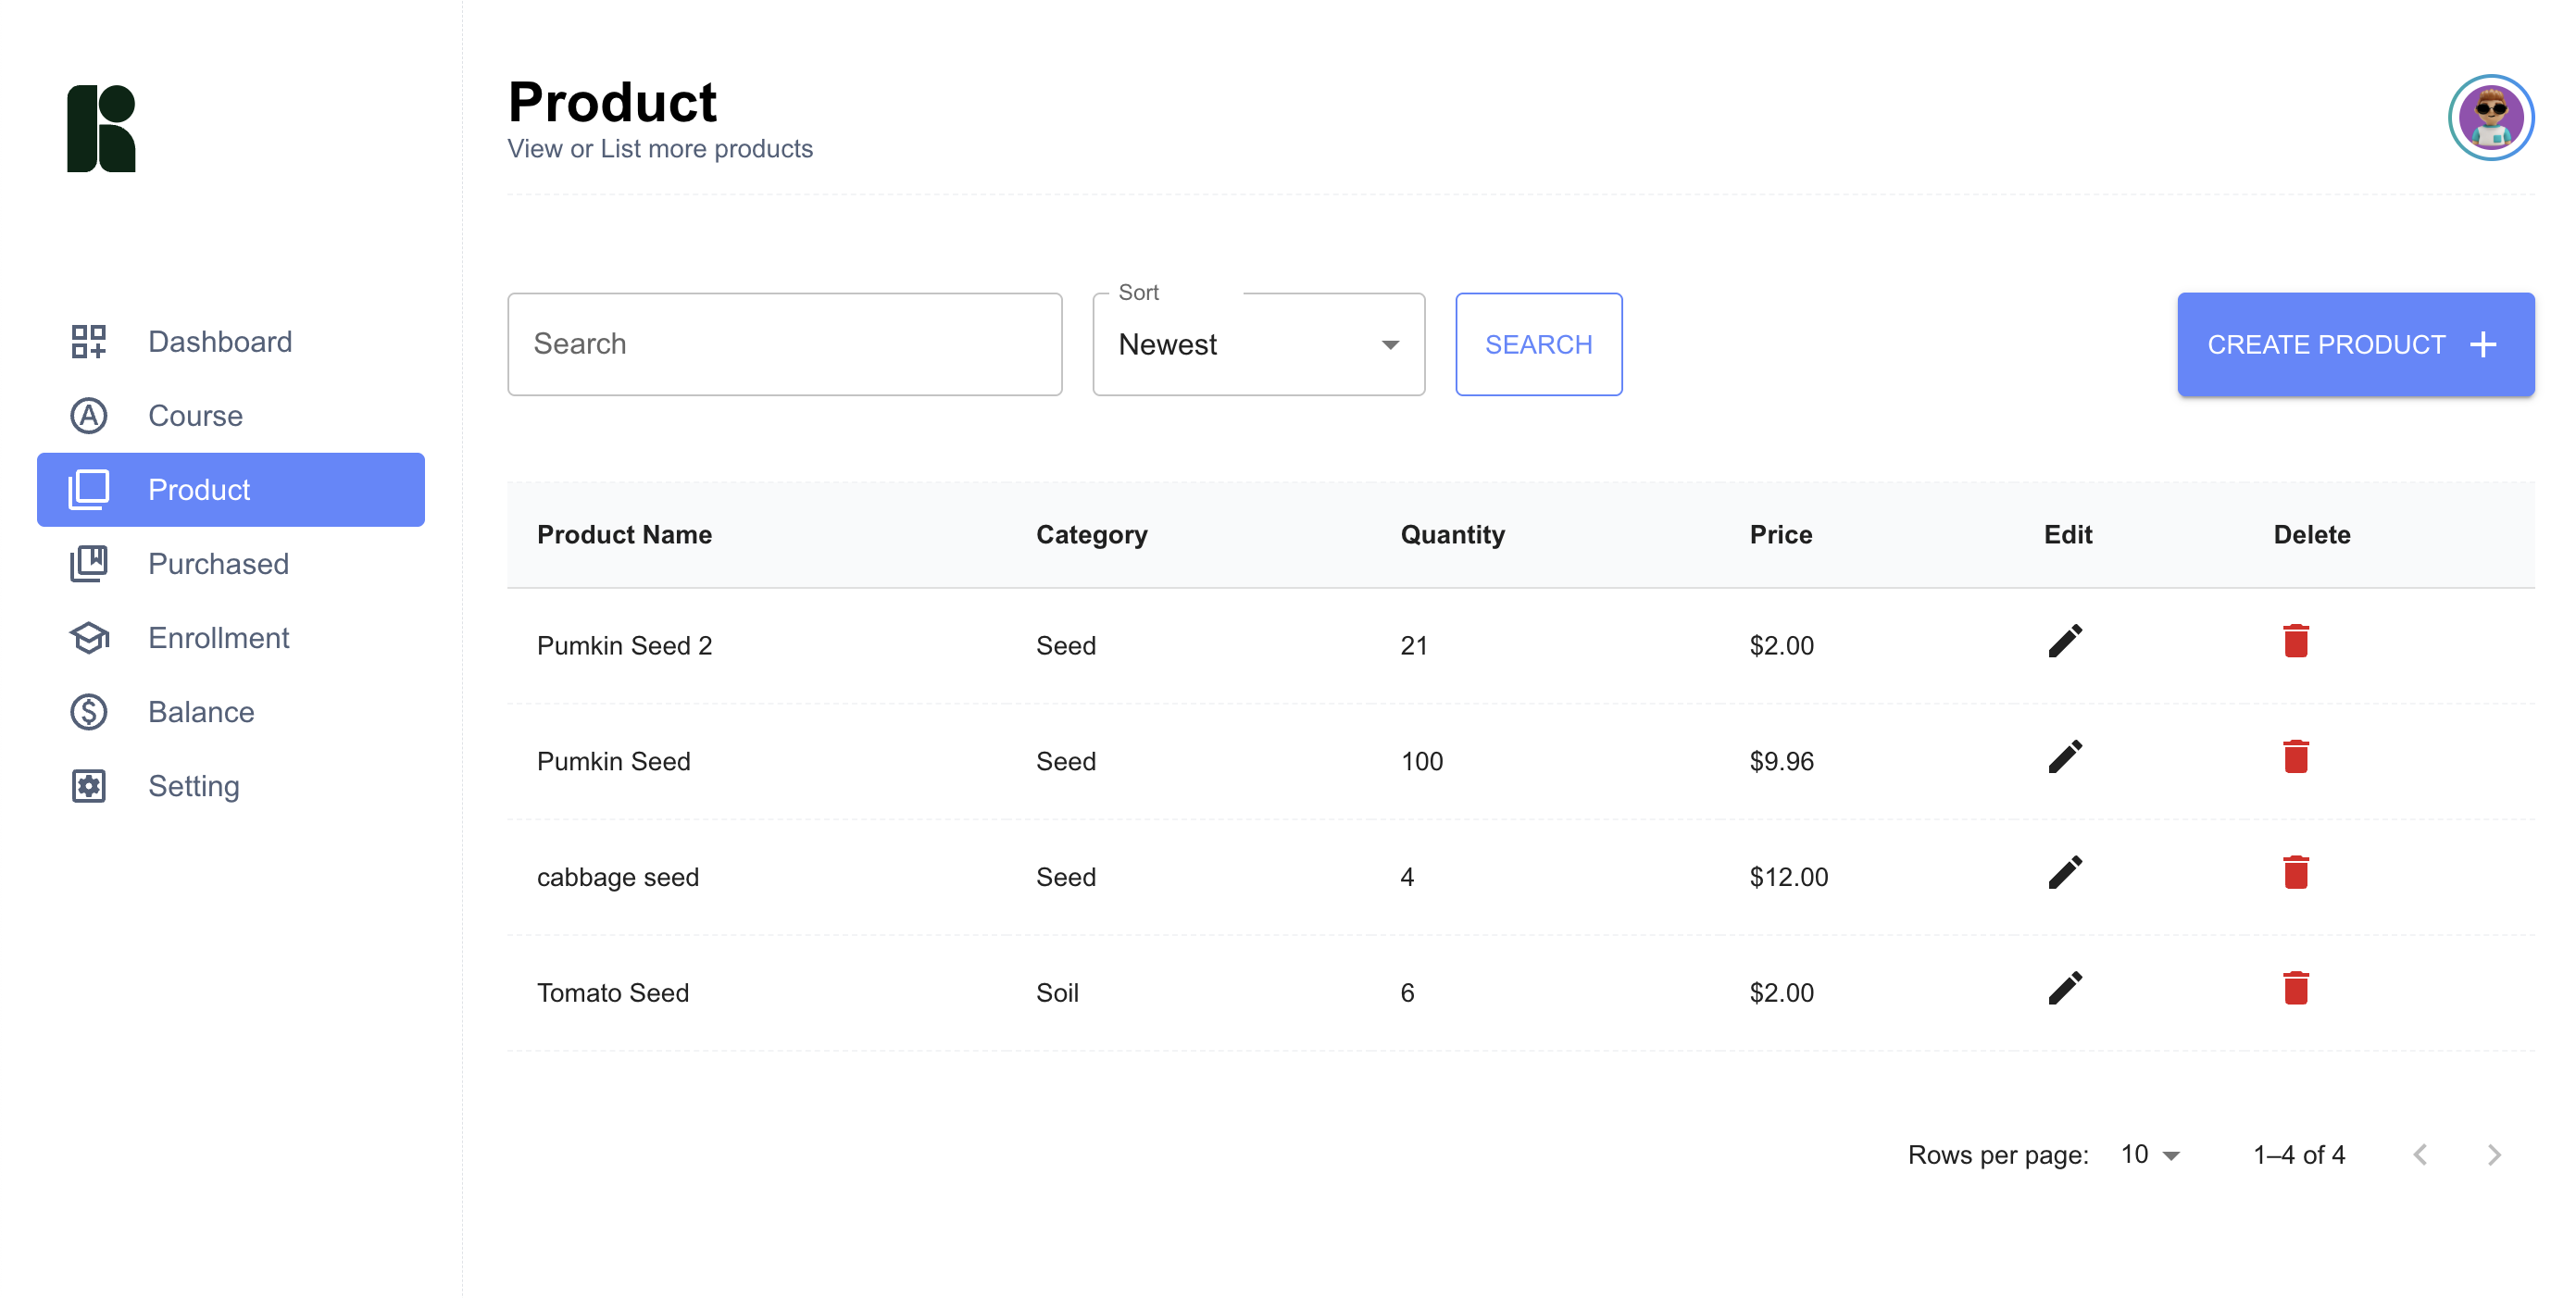 Product
View or List more products
Dashboard
Course
Product
Purchased
Enrollment
Balance
Setting
Search
Sort
Newest
SEARCH
CREATE PRODUCT
Product Name Category Quantity Price Edit Delete
Pumkin Seed 2 Seed 21 $2.00
Pumkin Seed Seed 100 $9.96
cabbage seed Seed 4 $12.00
Tomato Seed Soil 6 $2.00
Rows per page: 10 1–4 of 4